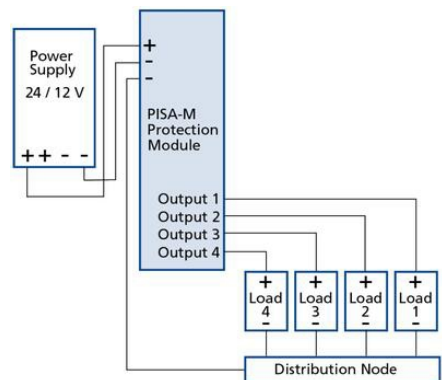 Power
Supply
24 / 12 V
++ - -
+
-
-
PISA-M
Protection
Module
Output 1
Output 2
Output 3
Output 4
+ + + +
Load Load Load Load
4 3 2 1
- - - -
Distribution Node